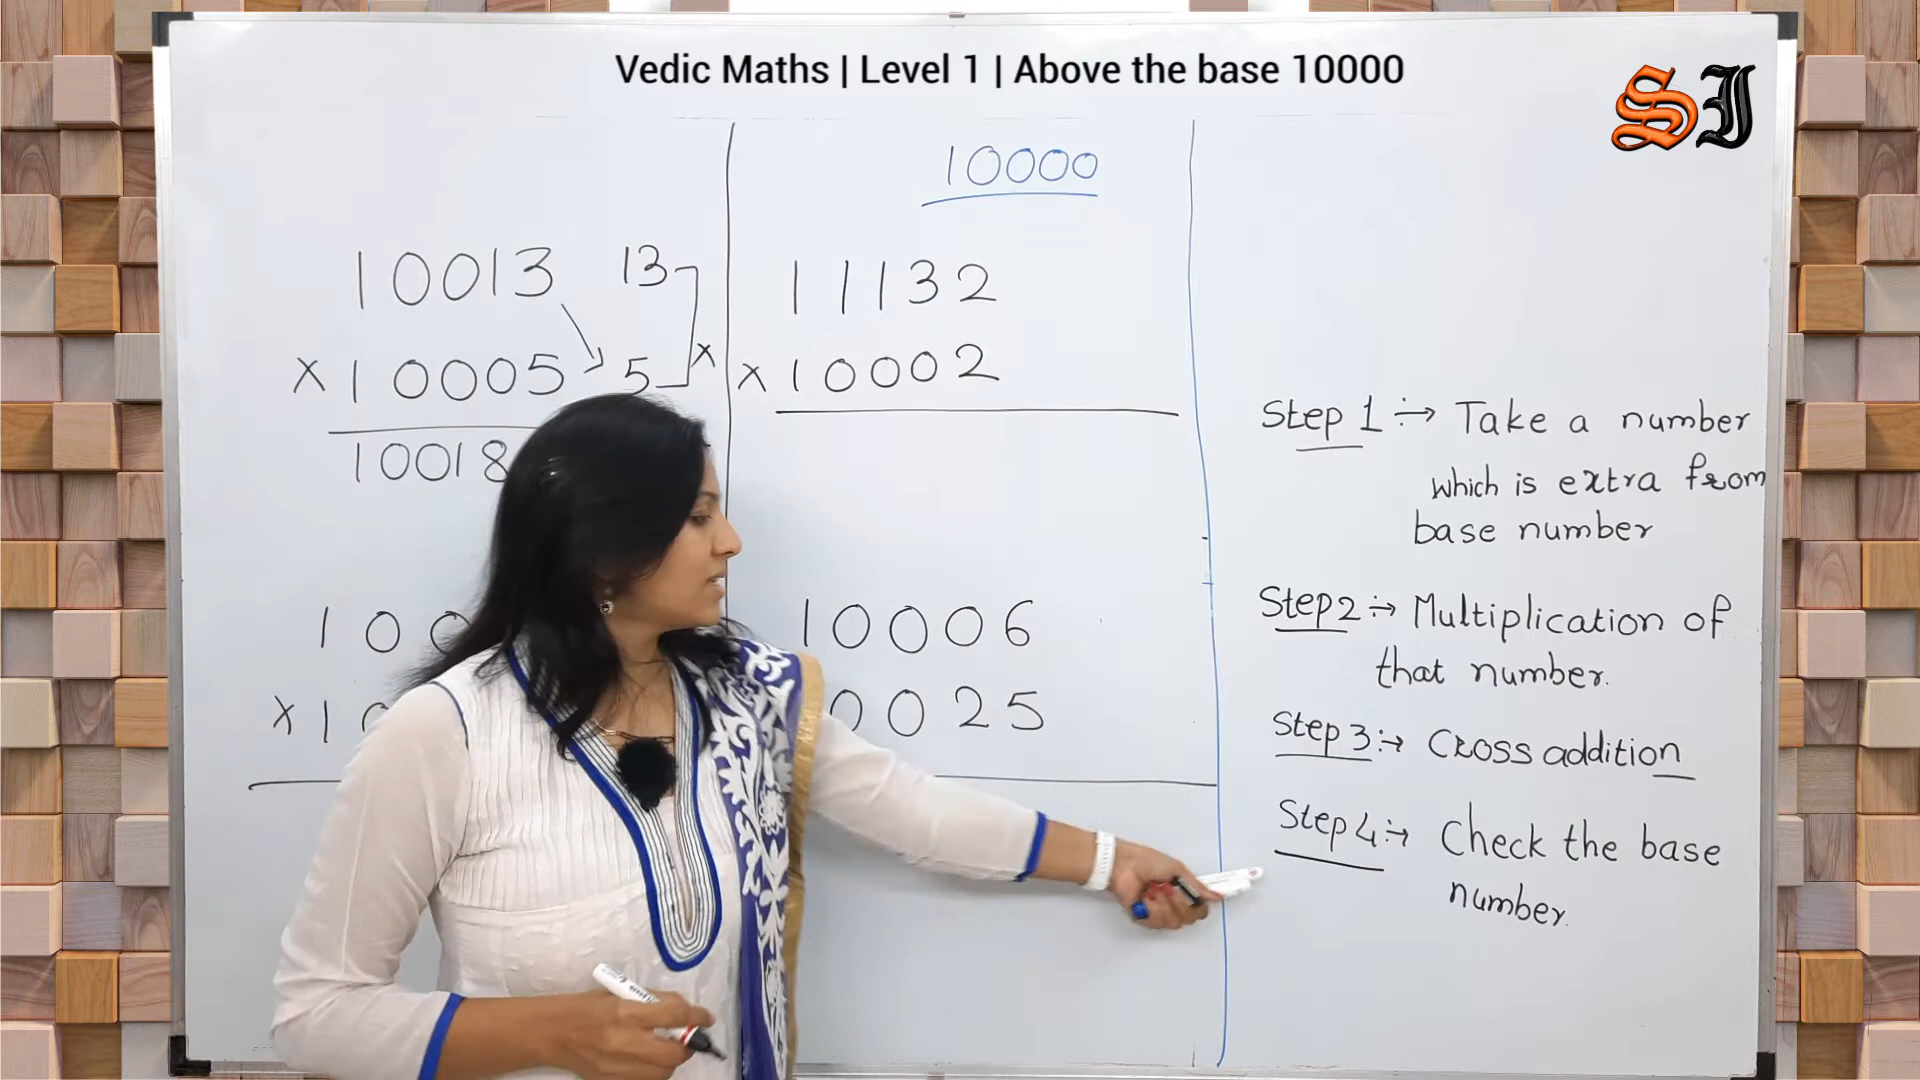 Vedic Maths | Level 1 | Above the base 10000
SJ
10000
10013 13
× 10005 5 ×
10018
11132
× 10002
100
× 1
10006
0025
Step 1 :→ Take a number
which is extra from
base number
Step 2 :→ Multiplication of
that number.
Step 3 :→ Cross addition
Step 4 :→ Check the base
number.